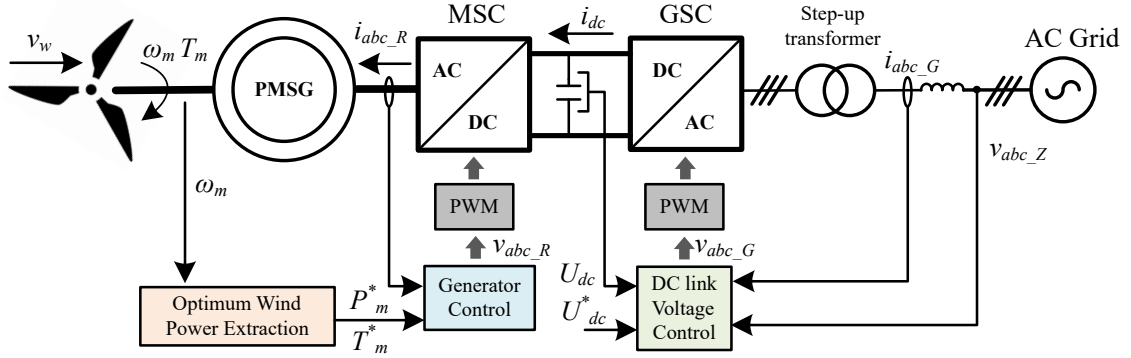 MSC
GSC
Step-up
transformer
AC Grid
v_w
ω_m T_m
i_abc_R
i_dc
i_abc_G
PMSG
AC
DC
DC
AC
v_abc_Z
ω_m
PWM
PWM
v_abc_R
v_abc_G
Optimum Wind
Power Extraction
P*_m
T*_m
Generator
Control
U_dc
U*_dc
DC link
Voltage
Control